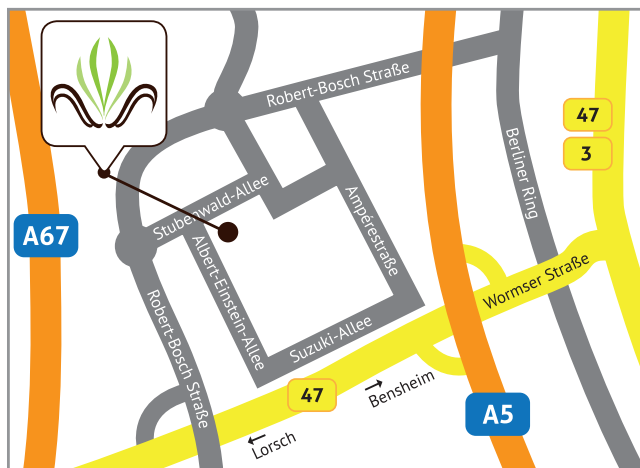 Robert-Bosch Straße
47
3
Berliner Ring
Stubenwald-Allee
Ampérestraße
A67
Albert-Einstein-Allee
Wormser Straße
Robert-Bosch Straße
Suzuki-Allee
47
Bensheim
A5
Lorsch